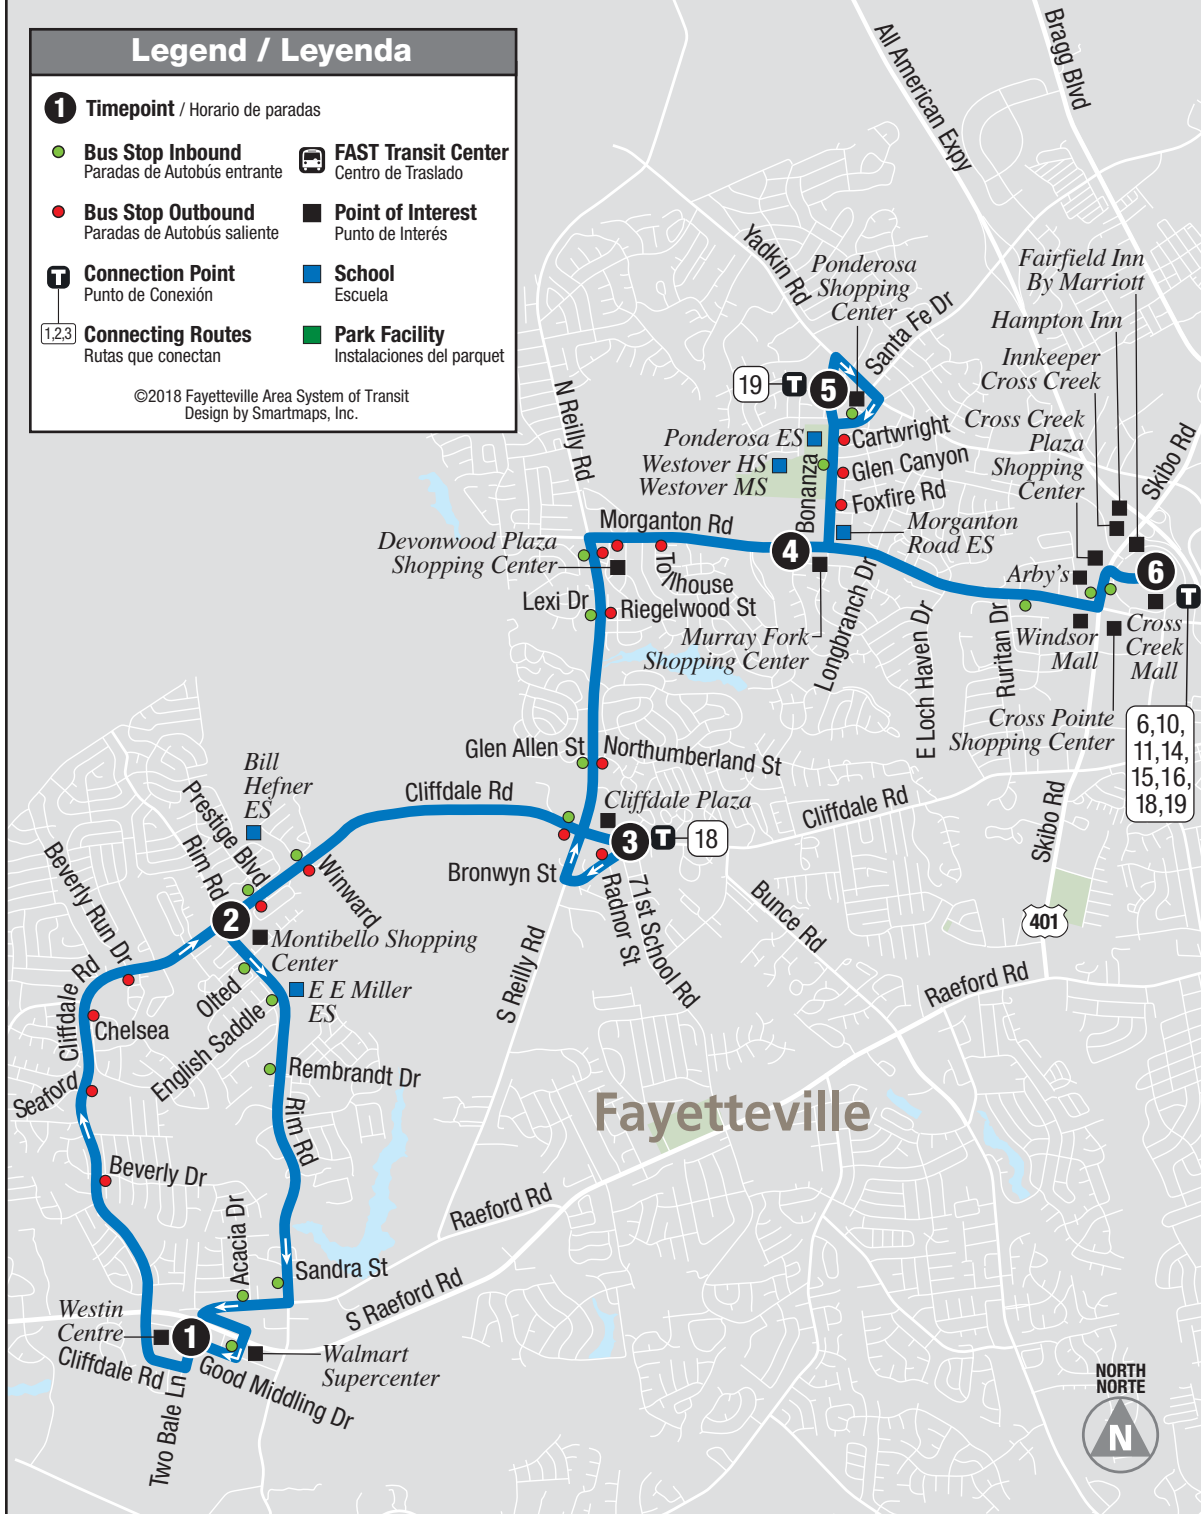 Legend / Leyenda
1 Timepoint / Horario de paradas
Bus Stop Inbound
Paradas de Autobús entrante
FAST Transit Center
Centro de Traslado
Bus Stop Outbound
Paradas de Autobús saliente
Point of Interest
Punto de Interés
T Connection Point
Punto de Conexión
School
Escuela
1,2,3 Connecting Routes
Rutas que conectan
Park Facility
Instalaciones del parquet
©2018 Fayetteville Area System of Transit
Design by Smartmaps, Inc.
All American Expy
Bragg Blvd
Yadkin Rd
Ponderosa
Shopping
Center
Santa Fe Dr
Fairfield Inn
By Marriott
Hampton Inn
Innkeeper
Cross Creek
Cross Creek
Plaza
Shopping
Center
Skibo Rd
N Reilly Rd
19
T
5
Ponderosa ES
Westover HS
Westover MS
Bonanza
Cartwright
Glen Canyon
Foxfire Rd
Morganton
Road ES
Morganton Rd
4
Devonwood Plaza
Shopping Center
Tollhouse
Lexi Dr
Riegelwood St
Murray Fork
Shopping Center
Longbranch Dr
E Loch Haven Dr
Ruritan Dr
Arby's
6
T
Windsor
Mall
Cross
Creek
Mall
Cross Pointe
Shopping Center
6,10,
11,14,
15,16,
18,19
Glen Allen St
Northumberland St
Bill
Hefner
ES
Prestige Blvd
Rim Rd
Cliffdale Rd
Cliffdale Plaza
Cliffdale Rd
Skibo Rd
3
T
18
Bronwyn St
Winward
Beverly Run Dr
2
Montibello Shopping
Center
71st School Rd
Radnor St
Bunce Rd
401
S Reilly Rd
Raeford Rd
Cliffdale Rd
Olted
E E Miller
ES
Chelsea
English Saddle
Seaford
Rembrandt Dr
Rim Rd
Fayetteville
Beverly Dr
Acacia Dr
Raeford Rd
Sandra St
S Raeford Rd
Westin
Centre
1
Cliffdale Rd
Good Middling Dr
Walmart
Supercenter
Two Bale Ln
NORTH
NORTE
N